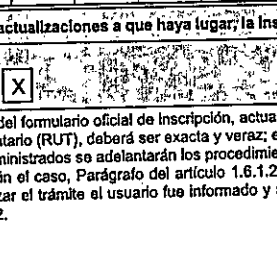 actualizaciones a que haya lugar, la Ins
X
del formulario oficial de inscripción, actua
tario (RUT), deberá ser exacta y veraz; e
ministrados se adelantarán los procedimie
ún el caso, Parágrafo del artículo 1.6.1.2
zar el trámite el usuario fue informado y
2.